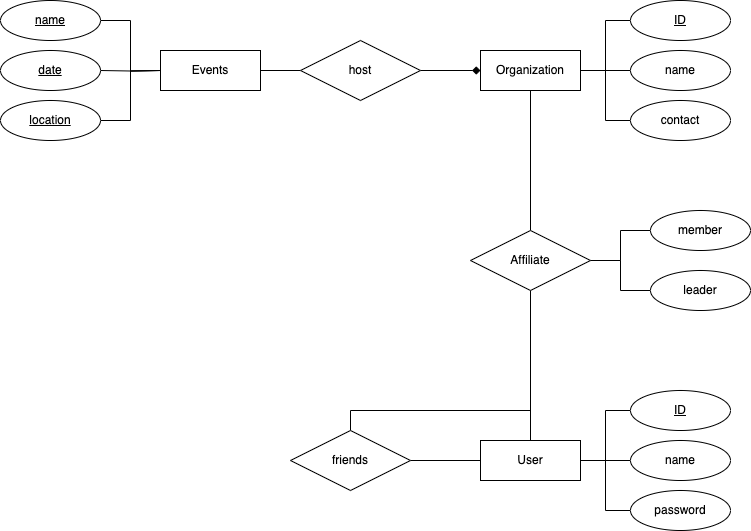 name
date
location
Events
host
Organization
ID
name
contact
Affiliate
member
leader
friends
User
ID
name
password